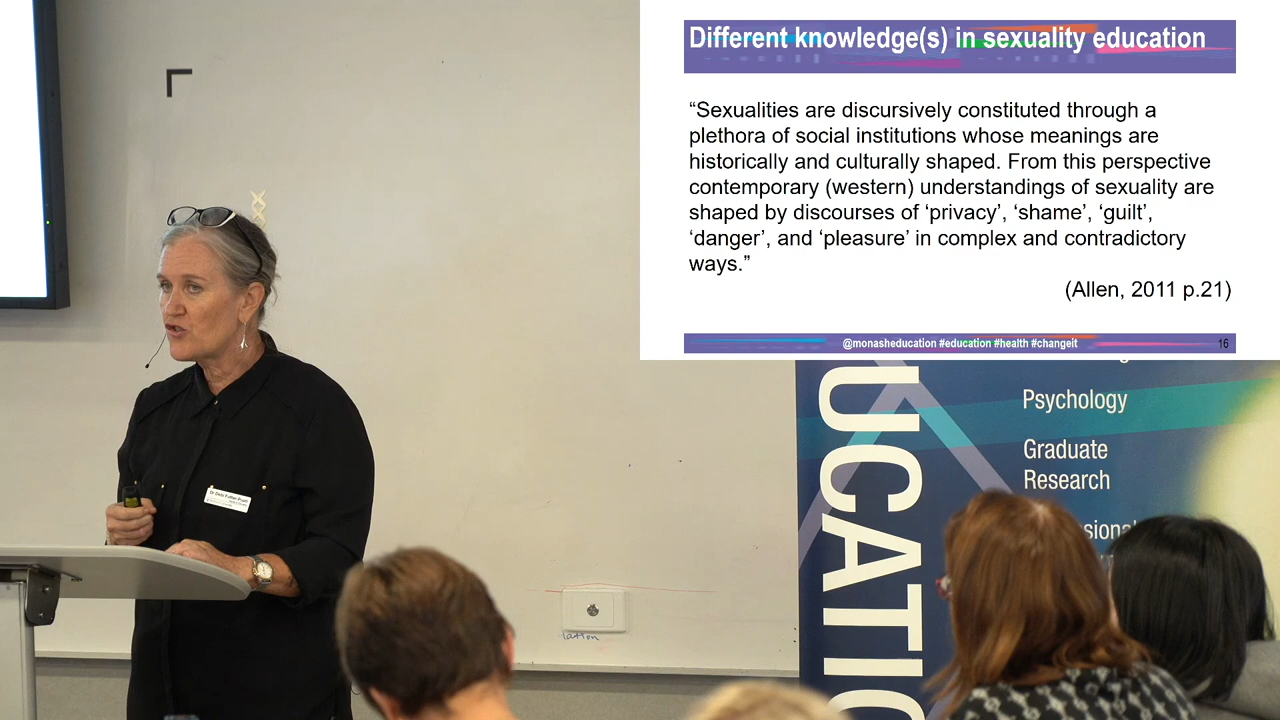 Different knowledge(s) in sexuality education
“Sexualities are discursively constituted through a
plethora of social institutions whose meanings are
historically and culturally shaped. From this perspective
contemporary (western) understandings of sexuality are
shaped by discourses of ‘privacy’, ‘shame’, ‘guilt’,
‘danger’, and ‘pleasure’ in complex and contradictory
ways.”
(Allen, 2011 p.21)
@monasheducation #education #health #changeit 16
UCATIO
Psychology
Graduate
Research